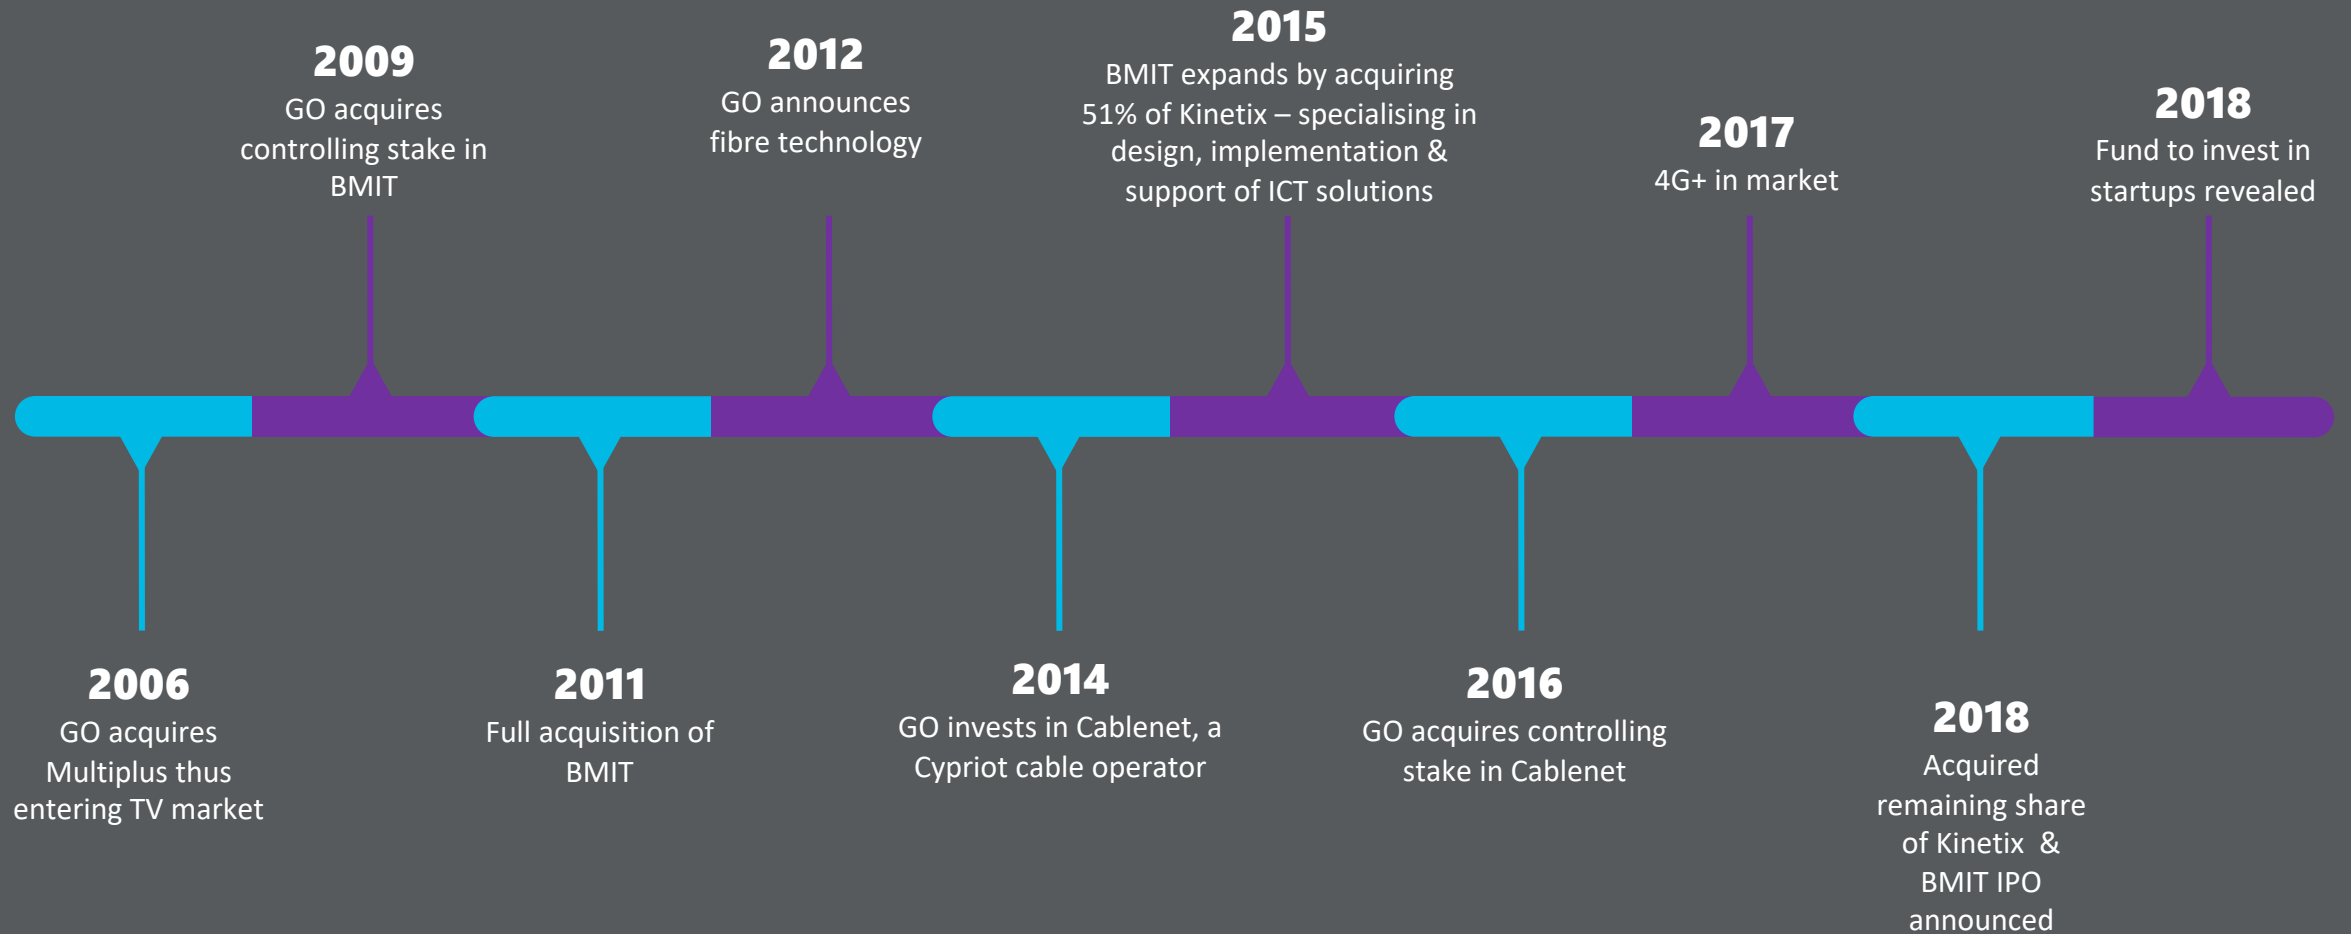 2009
GO acquires
controlling stake in
BMIT
2012
GO announces
fibre technology
2015
BMIT expands by acquiring
51% of Kinetix – specialising in
design, implementation &
support of ICT solutions
2017
4G+ in market
2018
Fund to invest in
startups revealed
2006
GO acquires
Multiplus thus
entering TV market
2011
Full acquisition of
BMIT
2014
GO invests in Cablenet, a
Cypriot cable operator
2016
GO acquires controlling
stake in Cablenet
2018
Acquired
remaining share
of Kinetix &
BMIT IPO
announced